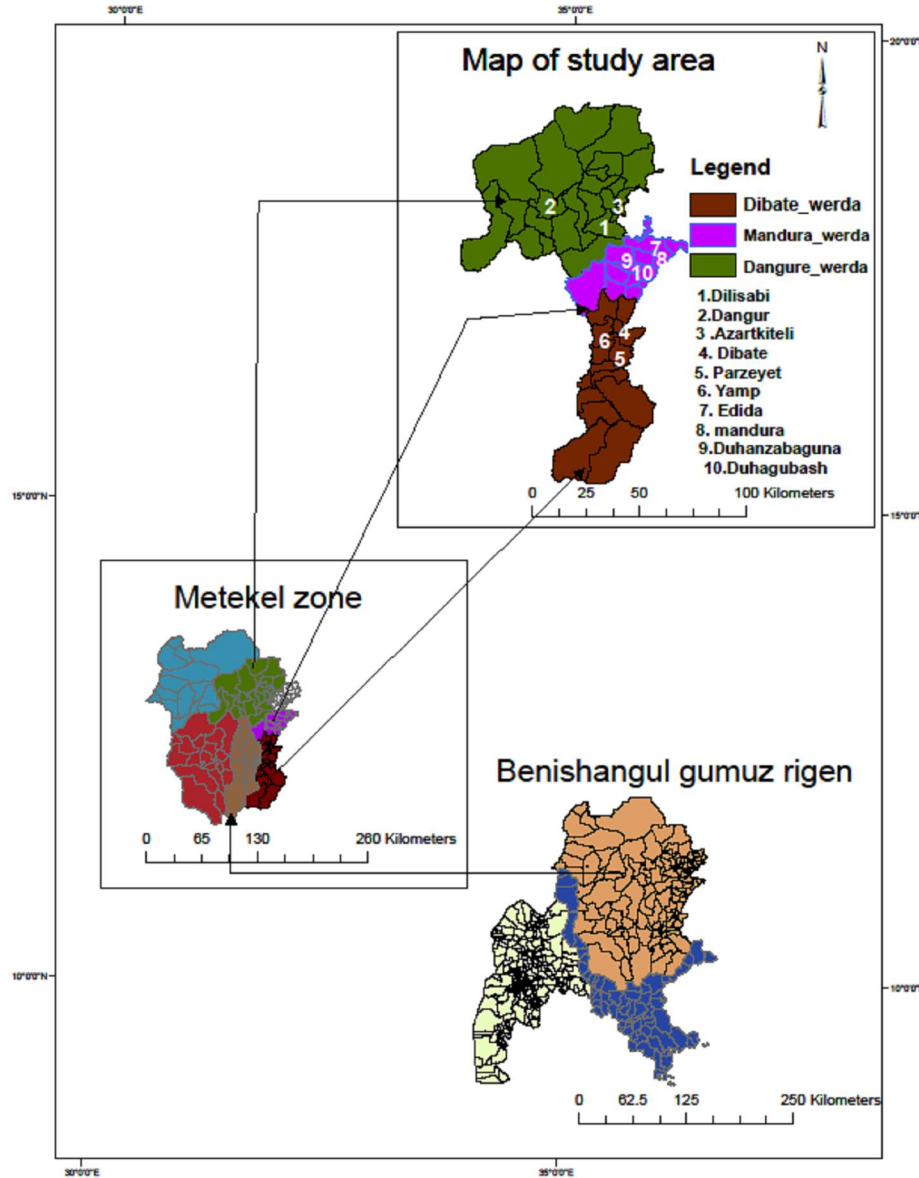 30°0'0"E
35°0'0"E
20°0'0"N
Map of study area
N
Legend
Dibate_werda
Mandura_werda
Dangure_werda
1.Dilisabi
2.Dangur
3 .Azartkiteli
4. Dibate
5. Parzeyet
6. Yamp
7. Edida
8. mandura
9.Duhanzabaguna
10.Duhagubash
2
3
1
7
9
8
10
4
6
5
0 25 50 100 Kilometers
15°0'0"N
15°0'0"N
Metekel zone
0 65 130 260 Kilometers
Benishangul gumuz rigen
10°0'0"N
10°0'0"N
0 62.5 125 250 Kilometers
30°0'0"E
35°0'0"E